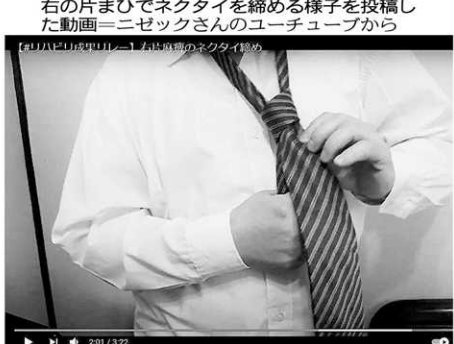 右の片まひでネクタイを締める様子を投稿し
た動画＝ニゼックさんのユーチューブから
【#リハビリ成果リレー】右片麻痺のネクタイ締め
2:01 / 3:22